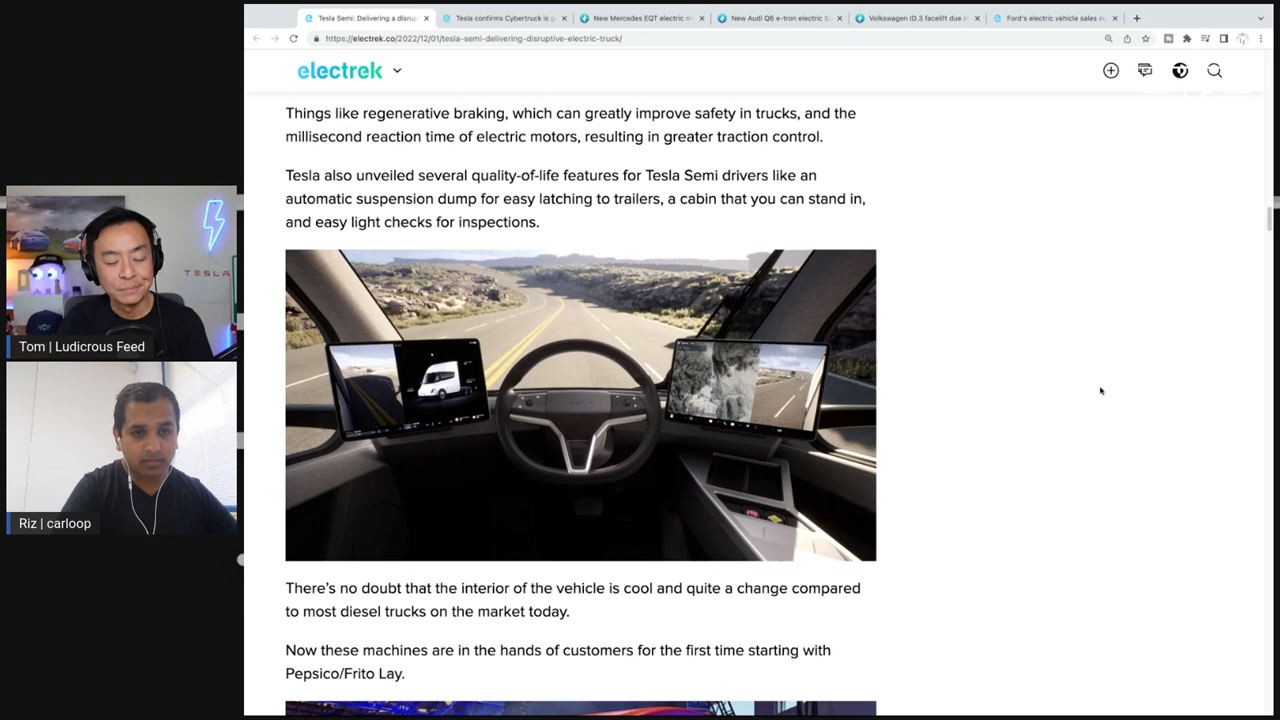 Tesla Semi: Delivering a disrup
Tesla confirms Cybertruck is g
New Mercedes EQT electric m
New Audi Q6 e-tron electric S
Volkswagen ID.3 facelift due i
Ford's electric vehicle sales o
https://electrek.co/2022/12/01/tesla-semi-delivering-disruptive-electric-truck/
electrek
Things like regenerative braking, which can greatly improve safety in trucks, and the
millisecond reaction time of electric motors, resulting in greater traction control.
Tesla also unveiled several quality-of-life features for Tesla Semi drivers like an
automatic suspension dump for easy latching to trailers, a cabin that you can stand in,
and easy light checks for inspections.
TESLA
Tom | Ludicrous Feed
Riz | carloop
There's no doubt that the interior of the vehicle is cool and quite a change compared
to most diesel trucks on the market today.
Now these machines are in the hands of customers for the first time starting with
Pepsico/Frito Lay.